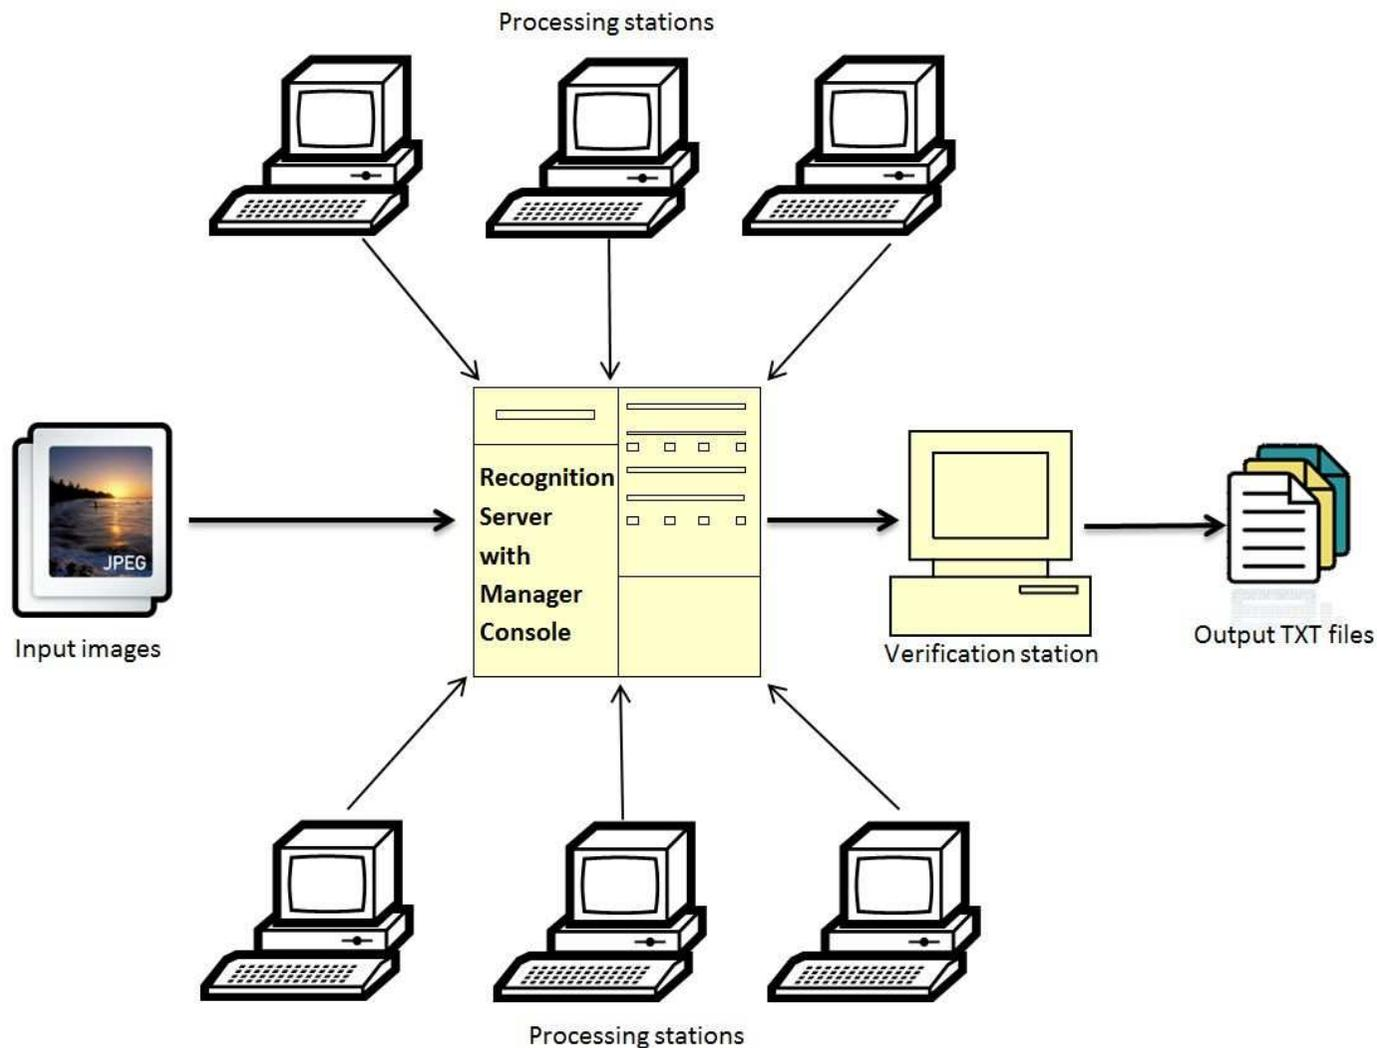 Processing stations
Recognition
Server
with
Manager
Console
JPEG
Input images
Verification station
Output TXT files
Processing stations